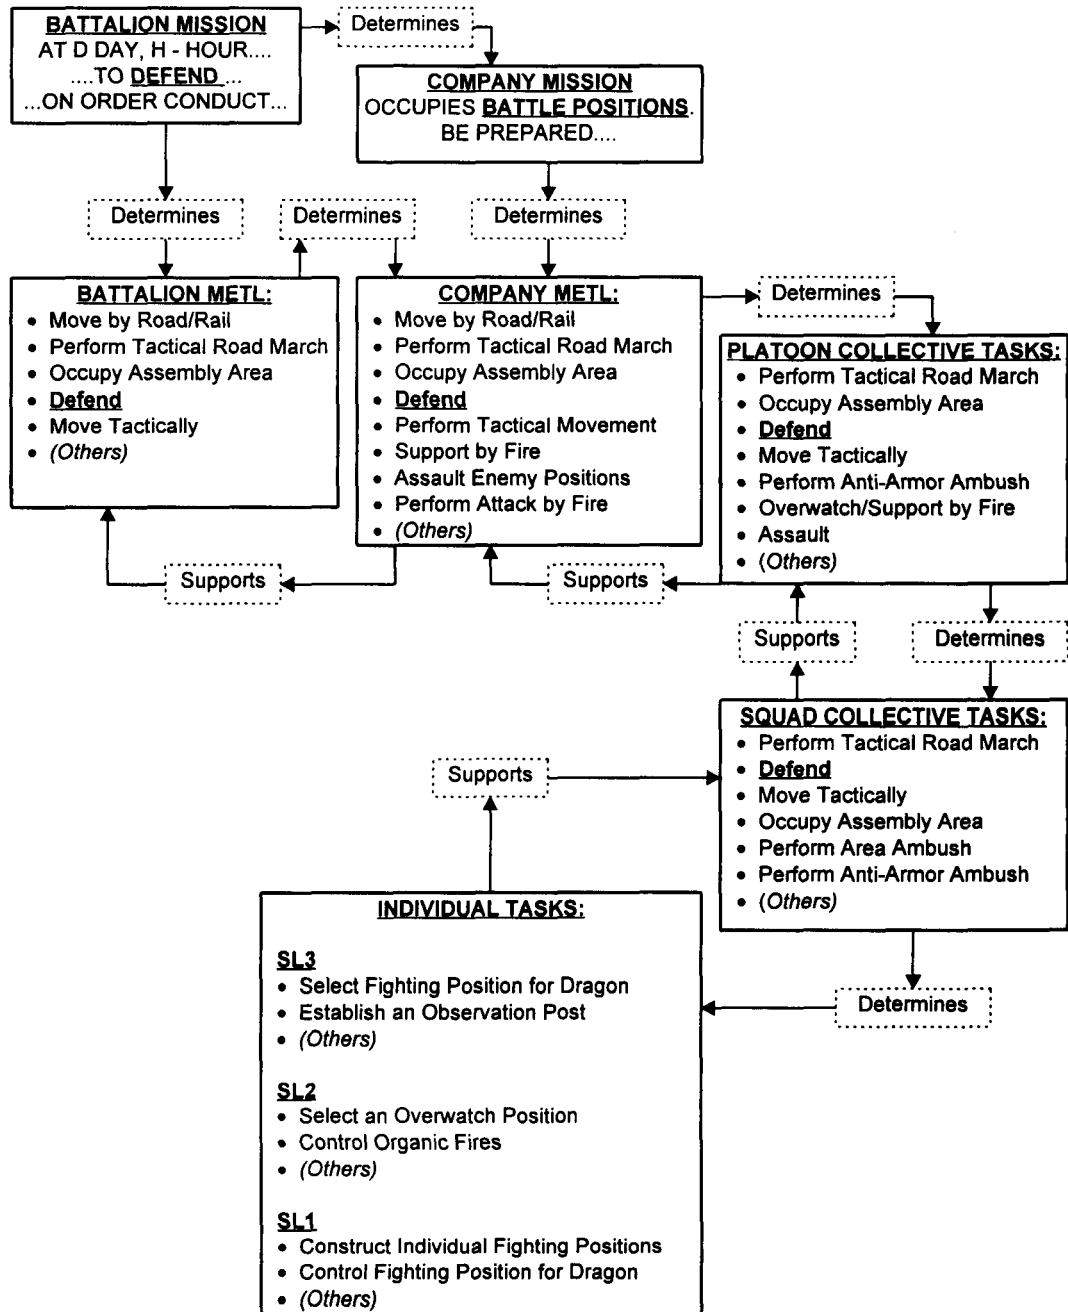 BATTALION MISSION
AT D DAY, H - HOUR....
....TO DEFEND ...
...ON ORDER CONDUCT...
Determines
COMPANY MISSION
OCCUPIES BATTLE POSITIONS.
BE PREPARED....
Determines
Determines
Determines
BATTALION METL:
• Move by Road/Rail
• Perform Tactical Road March
• Occupy Assembly Area
• Defend
• Move Tactically
• (Others)
COMPANY METL:
• Move by Road/Rail
• Perform Tactical Road March
• Occupy Assembly Area
• Defend
• Perform Tactical Movement
• Support by Fire
• Assault Enemy Positions
• Perform Attack by Fire
• (Others)
Determines
PLATOON COLLECTIVE TASKS:
• Perform Tactical Road March
• Occupy Assembly Area
• Defend
• Move Tactically
• Perform Anti-Armor Ambush
• Overwatch/Support by Fire
• Assault
• (Others)
Supports
Supports
Supports
Determines
SQUAD COLLECTIVE TASKS:
• Perform Tactical Road March
• Defend
• Move Tactically
• Occupy Assembly Area
• Perform Area Ambush
• Perform Anti-Armor Ambush
• (Others)
Supports
Determines
INDIVIDUAL TASKS:
SL3
• Select Fighting Position for Dragon
• Establish an Observation Post
• (Others)
SL2
• Select an Overwatch Position
• Control Organic Fires
• (Others)
SL1
• Construct Individual Fighting Positions
• Control Fighting Position for Dragon
• (Others)